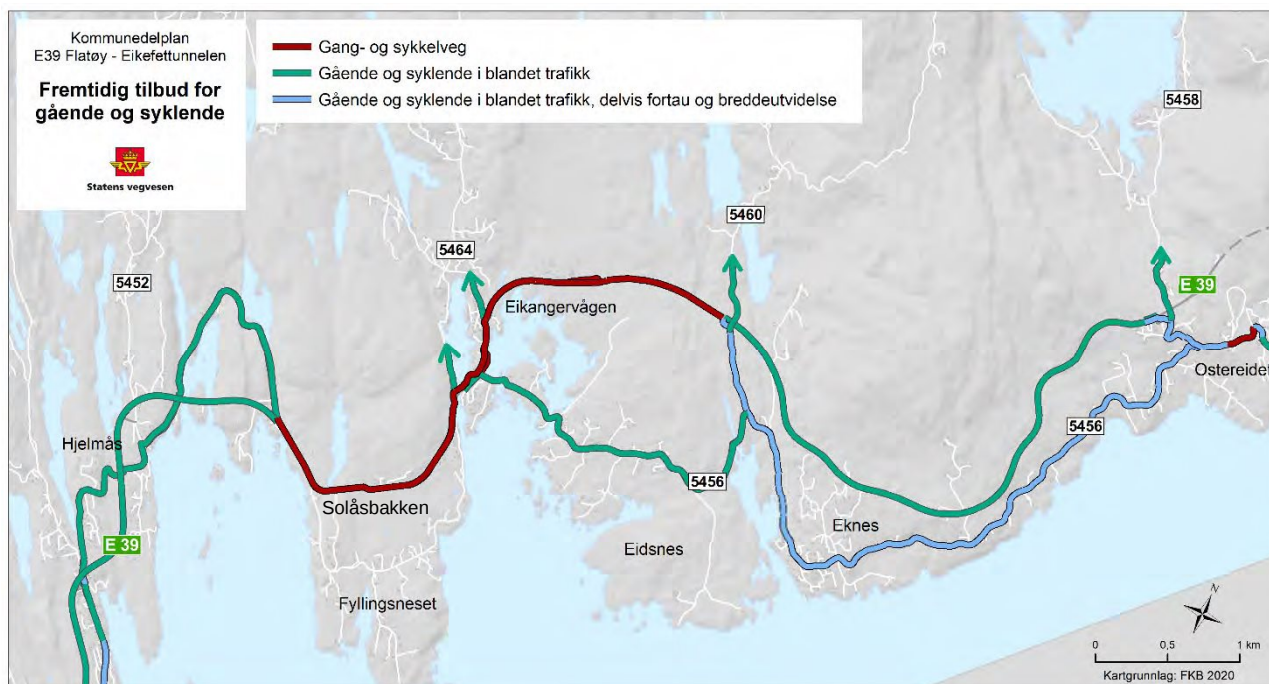 Kommunedelplan
E39 Flatøy - Eikefettunnelen
Fremtidig tilbud for
gående og syklende
Statens vegvesen
Gang- og sykkelveg
Gående og syklende i blandet trafikk
Gående og syklende i blandet trafikk, delvis fortau og breddeutvidelse
5458
5460
5464
5452
E 39
Eikangervågen
Ostereidet
Hjelmås
5456
5456
Solåsbakken
Eknes
E 39
Eidsnes
Fyllingsneset
N
0
0,5
1 km
Kartgrunnlag: FKB 2020